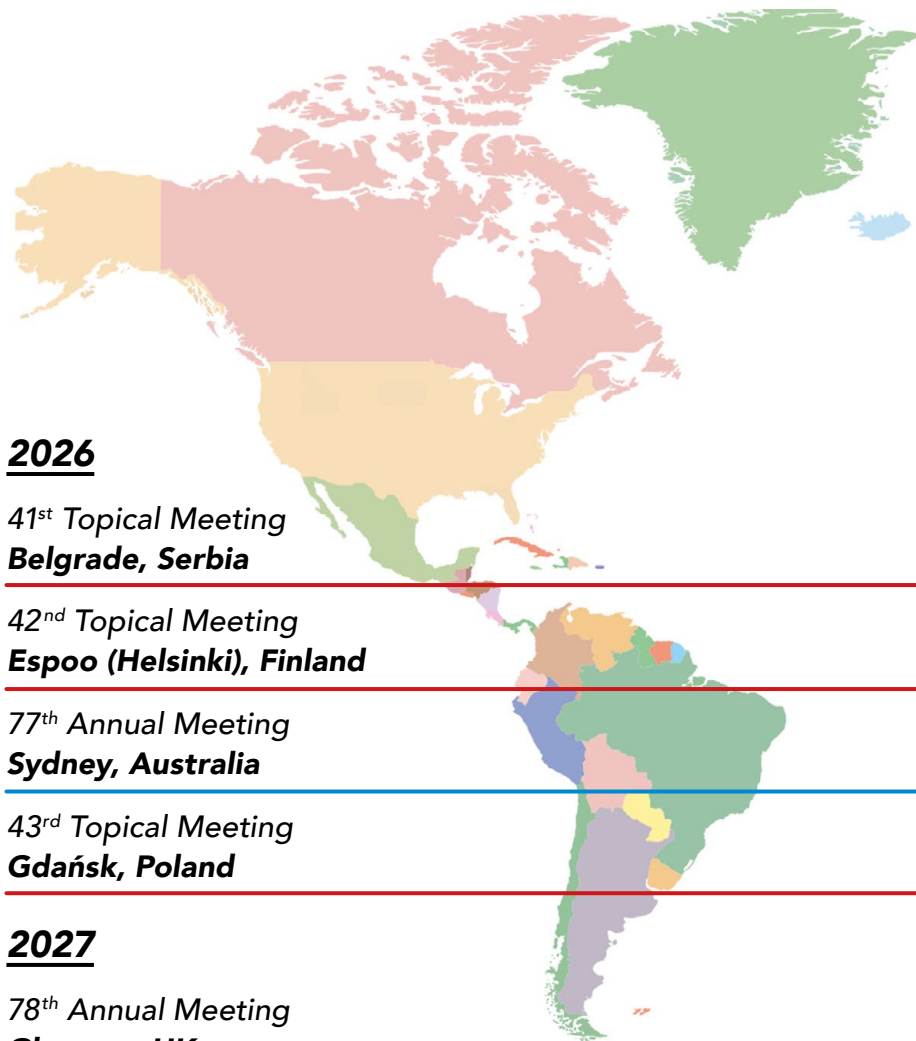 2026
41st Topical Meeting
Belgrade, Serbia
42nd Topical Meeting
Espoo (Helsinki), Finland
77th Annual Meeting
Sydney, Australia
43rd Topical Meeting
Gdańsk, Poland
2027
78th Annual Meeting